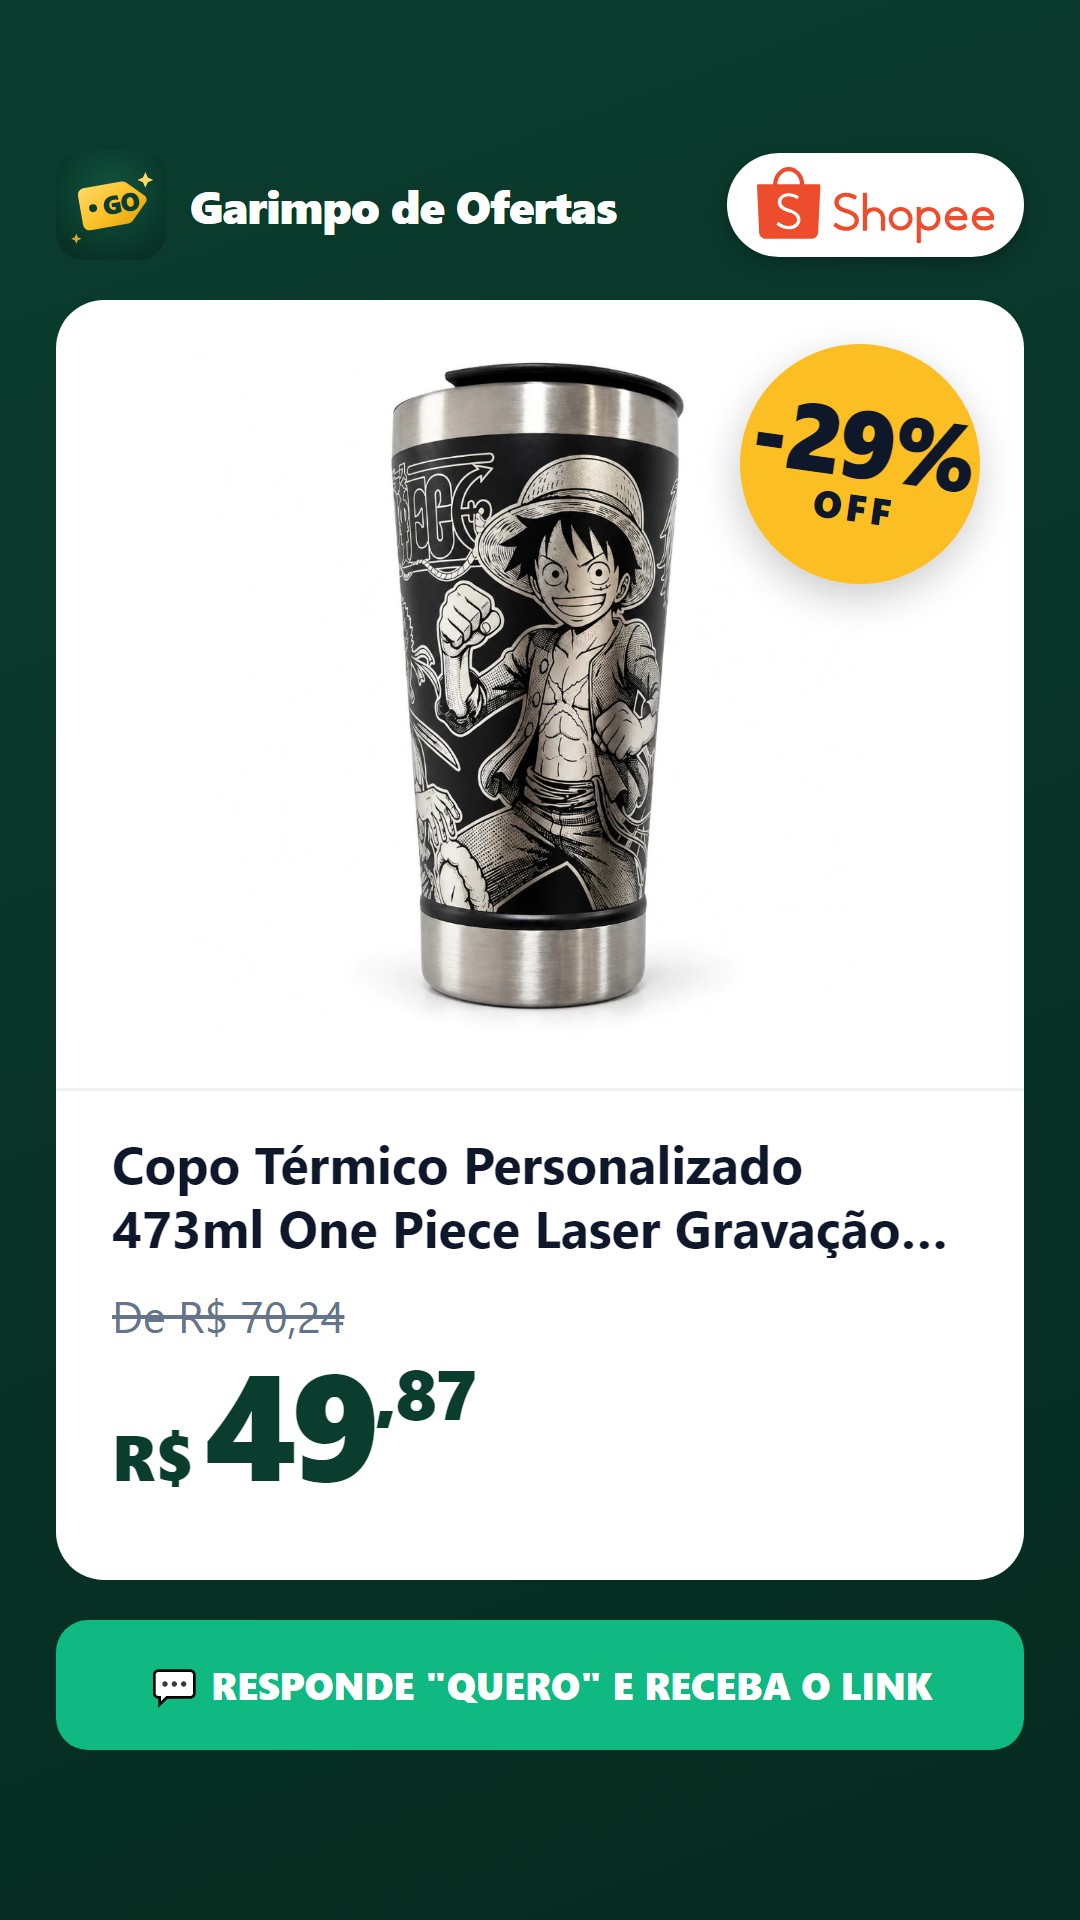 GO
Garimpo de Ofertas
Shopee
-29%
OFF
Copo Térmico Personalizado
473ml One Piece Laser Gravação...
De R$ 70,24
R$ 49,87
💬 RESPONDE "QUERO" E RECEBA O LINK